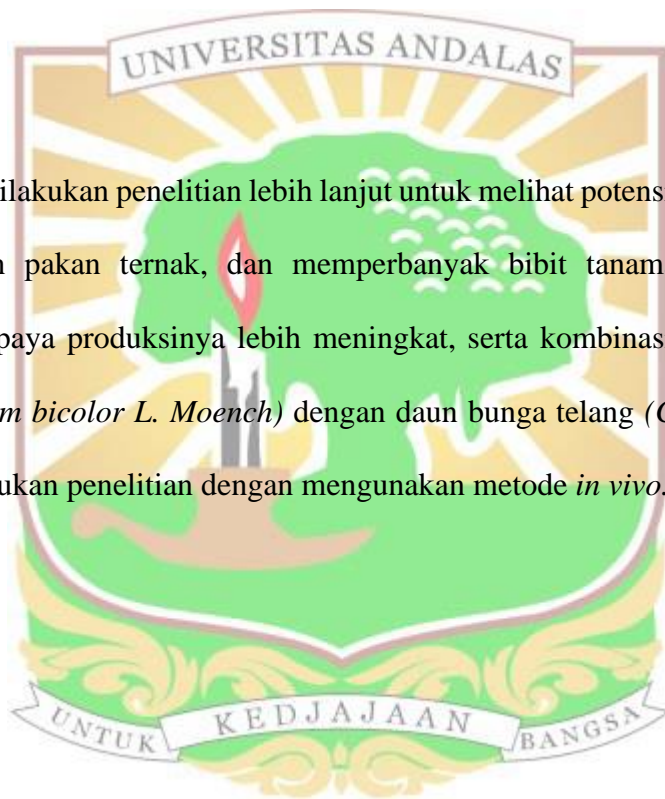 UNIVERSITAS ANDALAS
ilakukan penelitian lebih lanjut untuk melihat potens
pakan ternak, dan memperbanyak bibit tanam
paya produksinya lebih meningkat, serta kombinas
m bicolor L. Moench) dengan daun bunga telang (C
ukan penelitian dengan mengunakan metode in vivo.
UNTUK KEDJAJAAN BANGSA